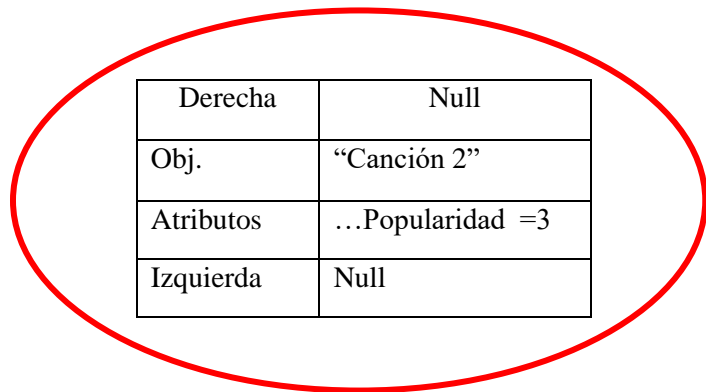 Derecha Null
Obj. “Canción 2”
Atributos …Popularidad =3
Izquierda Null